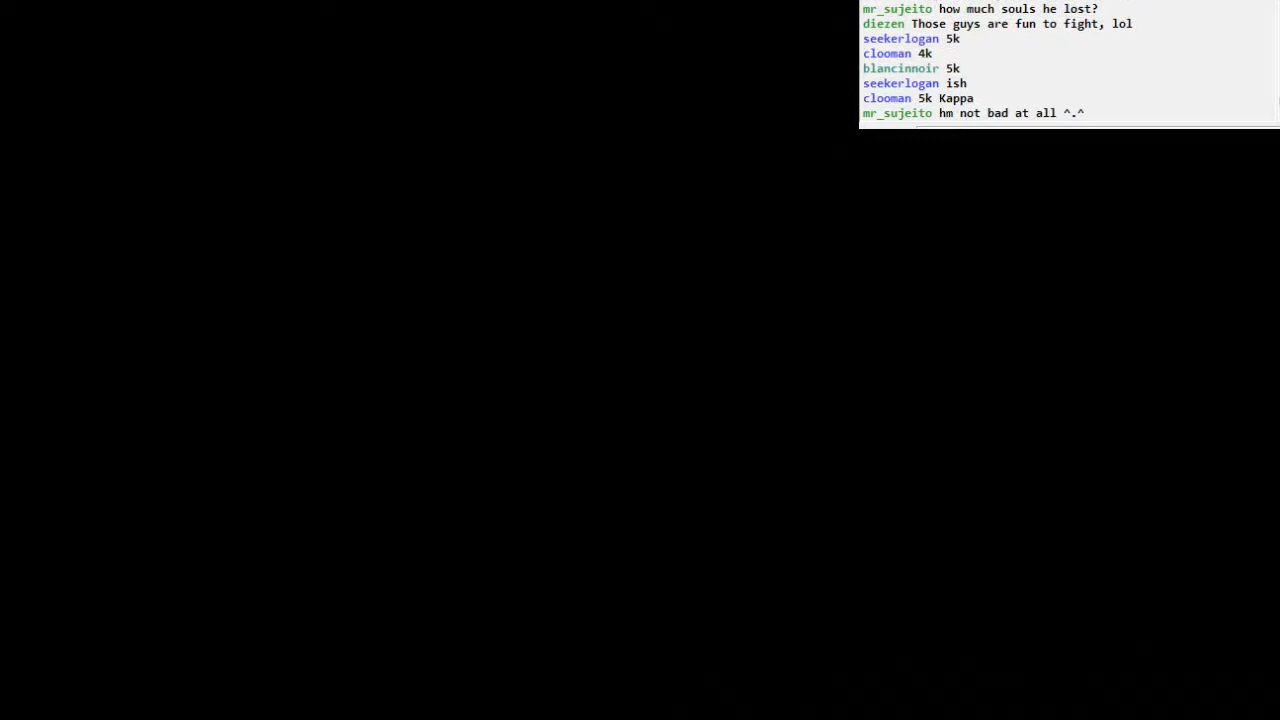 mr_sujeito how much souls he lost?
diezen Those guys are fun to fight, lol
seekerlogan 5k
clooman 4k
blancinnoir 5k
seekerlogan ish
clooman 5k Kappa
mr_sujeito hm not bad at all ^.^